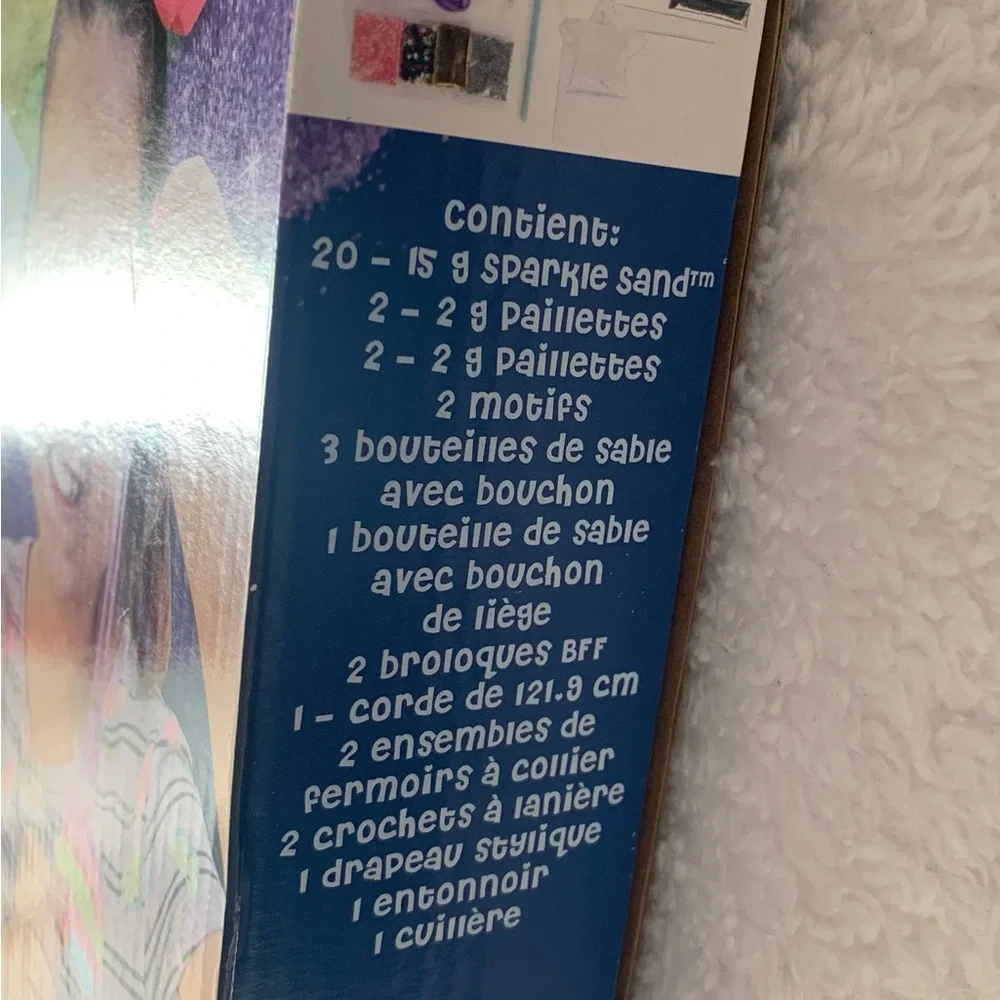 Contient:
20 - 15 g Sparkle Sand™
2 - 2 g Paillettes
2 - 2 g Paillettes
2 motifs
3 bouteilles de sable
avec bouchon
1 bouteille de sable
avec bouchon
de liège
2 broloques BFF
1 - corde de 121.9 cm
2 ensembles de
fermoirs à collier
2 crochets à lanière
1 drapeau stylique
1 entonnoir
1 cuillère